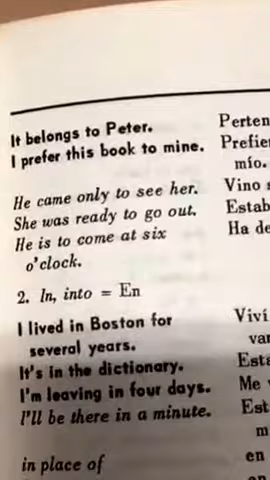 It belongs to Peter.
I prefer this book to mine.
He came only to see her.
She was ready to go out.
He is to come at six
o'clock.
2. In, into = En
I lived in Boston for
several years.
It's in the dictionary.
I'm leaving in four days.
I'll be there in a minute.
in place of
Perten
Prefie
mío.
Vino
Estab
Ha de
Viví
var
Esta
Me
Est
m
en